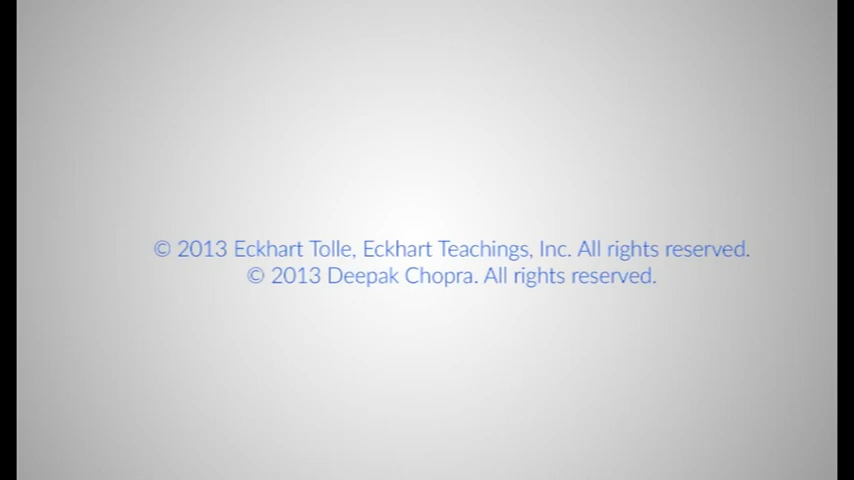 © 2013 Eckhart Tolle, Eckhart Teachings, Inc. All rights reserved.
© 2013 Deepak Chopra. All rights reserved.